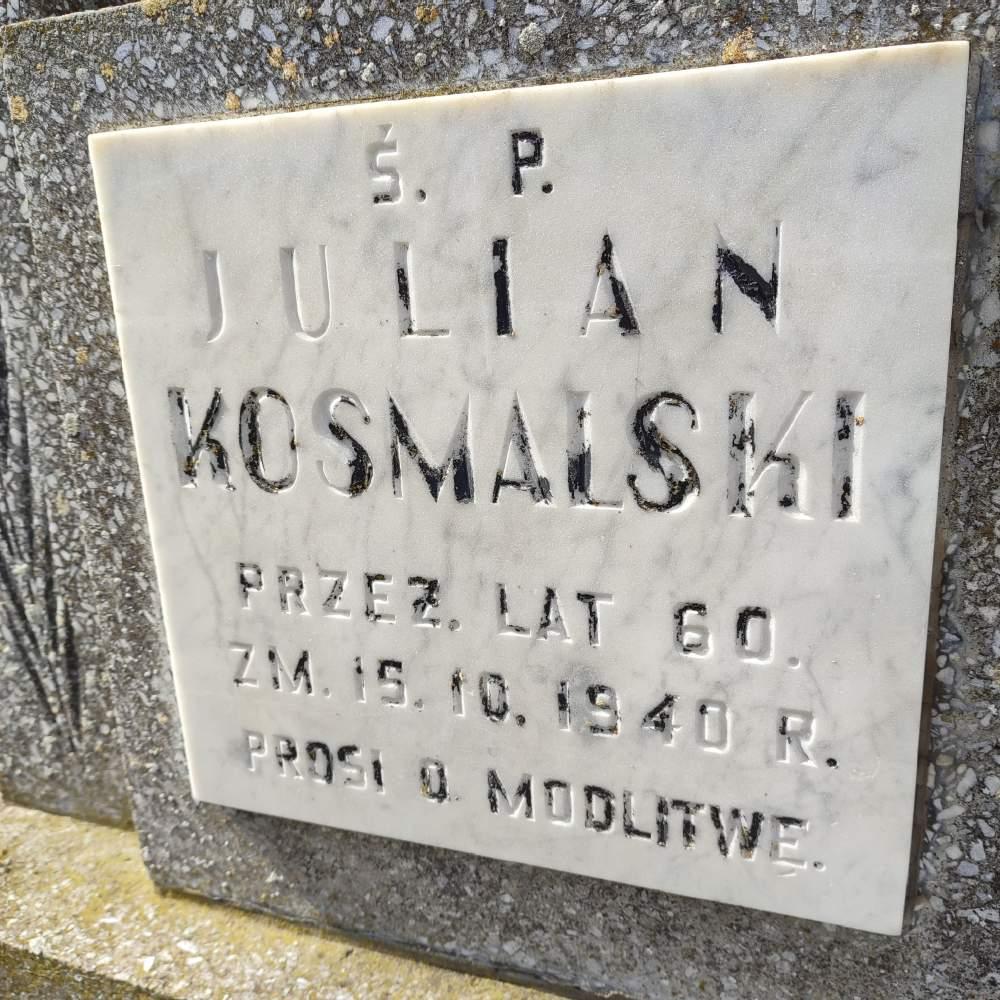 Ś. P.
JULIAN
KOSMALSKI
PRZEŻ. LAT 60.
ZM. 15. 10. 1940 R.
PROSI O MODLITWĘ.